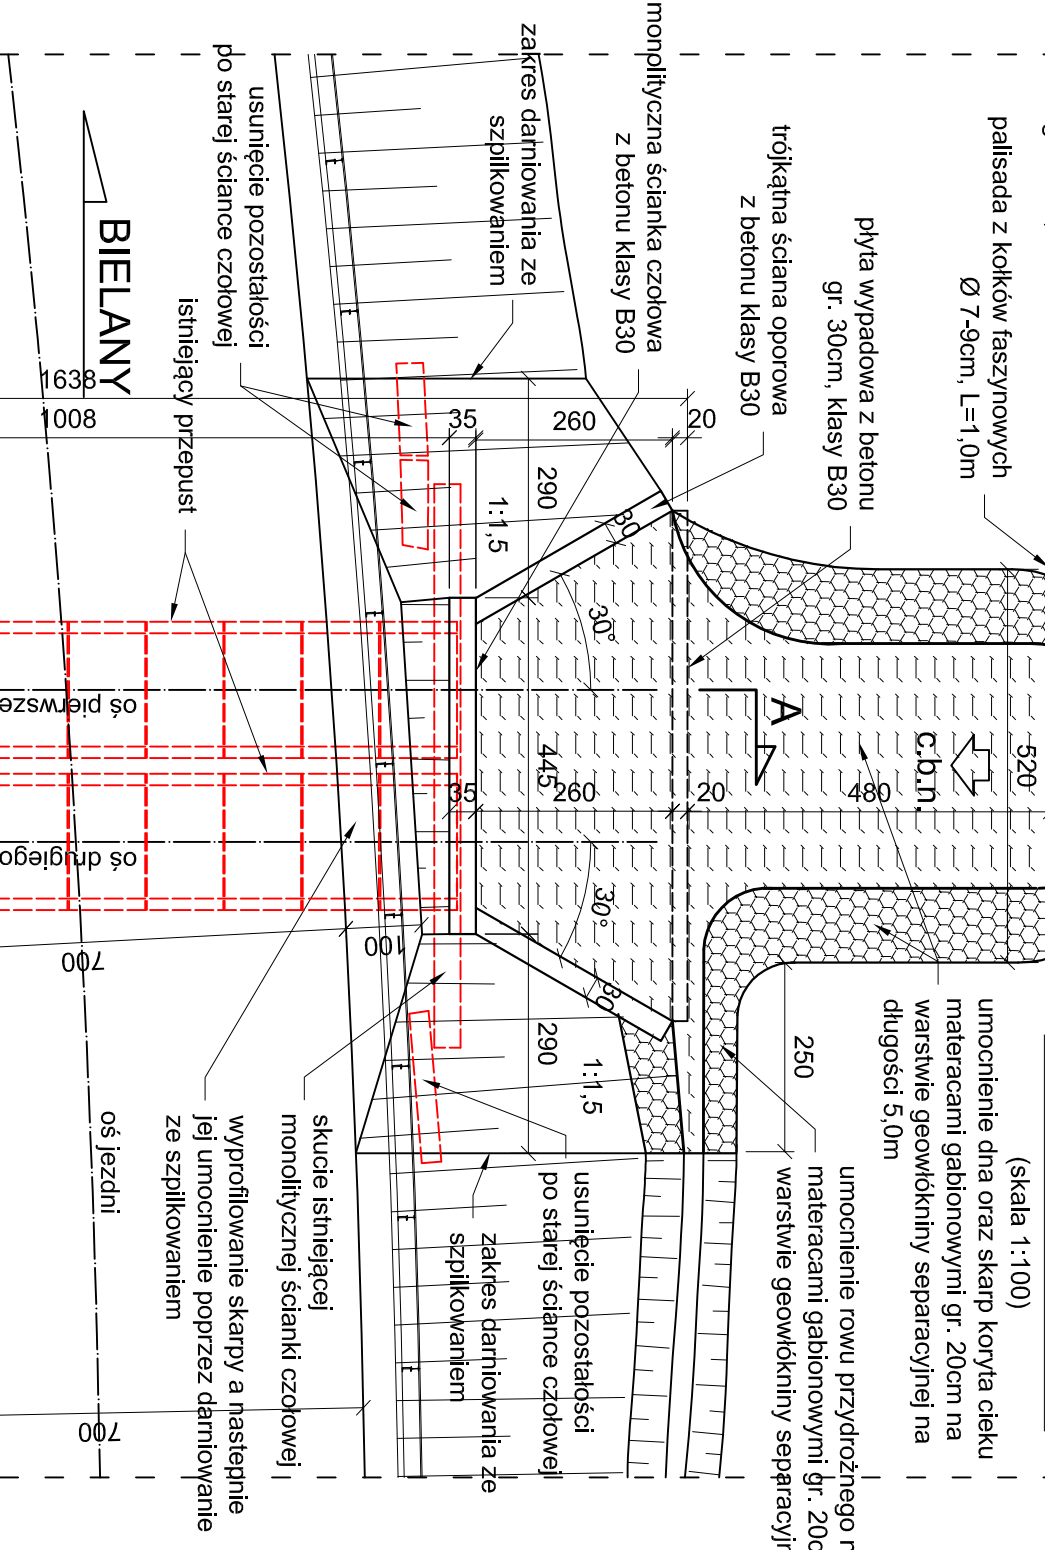 (skala 1:100)
umocnienie dna oraz skarp koryta cieku
materacami gabionowymi gr. 20cm na
warstwie geowłókniny separacyjnej na
długości 5,0m
palisada z kołków faszynowych
Ø 7-9cm, L=1,0m
520
c.b.n.
480
płyta wypadowa z betonu
gr. 30cm, klasy B30
250
umocnienie rowu przydrożnego
materacami gabionowymi gr.
warstwie geowłókniny
trójkątna ściana oporowa
z betonu klasy B30
A
20
20
monolityczna ścianka czołowa
z betonu klasy B30
30
30°
30°
30
260
260
290
445
290
1:1,5
1:1,5
35
35
zakres darniowania ze
szpilkowaniem
usunięcie pozostałości
po starej ściance czołowej
zakres darniowania ze
szpilkowaniem
100
usunięcie pozostałości
po starej ściance czołowej
skucie istniejącej
monolitycznej ścianki czołowej
wyprofilowanie skarpy a następnie
jej umocnienie poprzez darniowanie
ze szpilkowaniem
istniejący przepust
BIELANY
1638
1008
oś
oś drugiego
700
oś jezdni
700